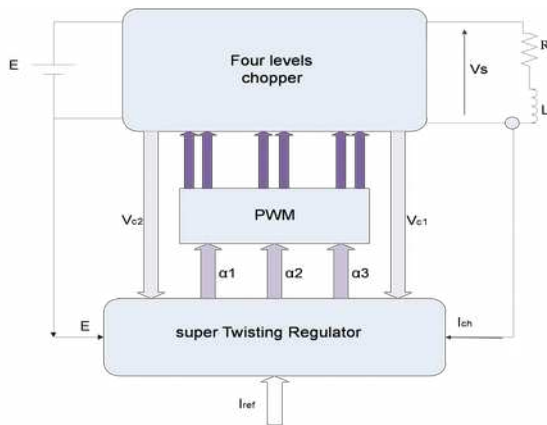 Four levels
chopper
E
Vs
R
L
PWM
Vc2
Vc1
α1
α2
α3
E
super Twisting Regulator
Ich
Iref